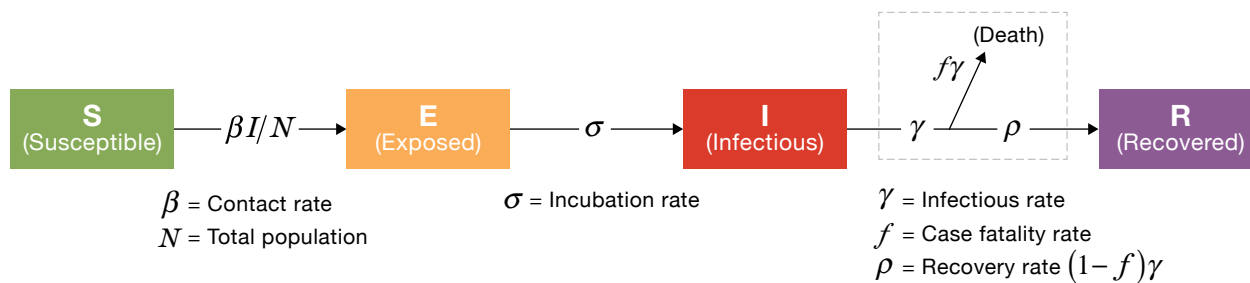 S
(Susceptible)
βI/N
E
(Exposed)
σ
I
(Infectious)
γ
fγ
(Death)
ρ
R
(Recovered)
β = Contact rate
N = Total population
σ = Incubation rate
γ = Infectious rate
f = Case fatality rate
ρ = Recovery rate (1−f)γ